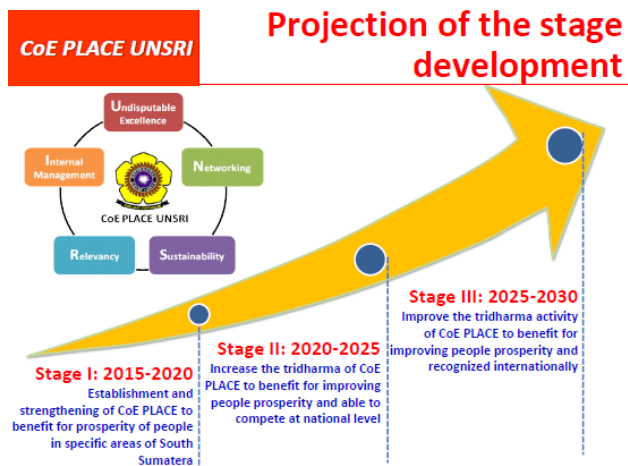 CoE PLACE UNSRI
Projection of the stage
development
Undisputable
Excellence
Internal
Management
Networking
CoE PLACE UNSRI
Relevancy
Sustainability
Stage I: 2015-2020
Establishment and
strengthening of CoE PLACE to
benefit for prosperity of people
in specific areas of South
Sumatera
Stage II: 2020-2025
Increase the tridharma of CoE
PLACE to benefit for improving
people prosperity and able to
compete at national level
Stage III: 2025-2030
Improve the tridharma activity
of CoE PLACE to benefit for
improving people prosperity and
recognized internationally